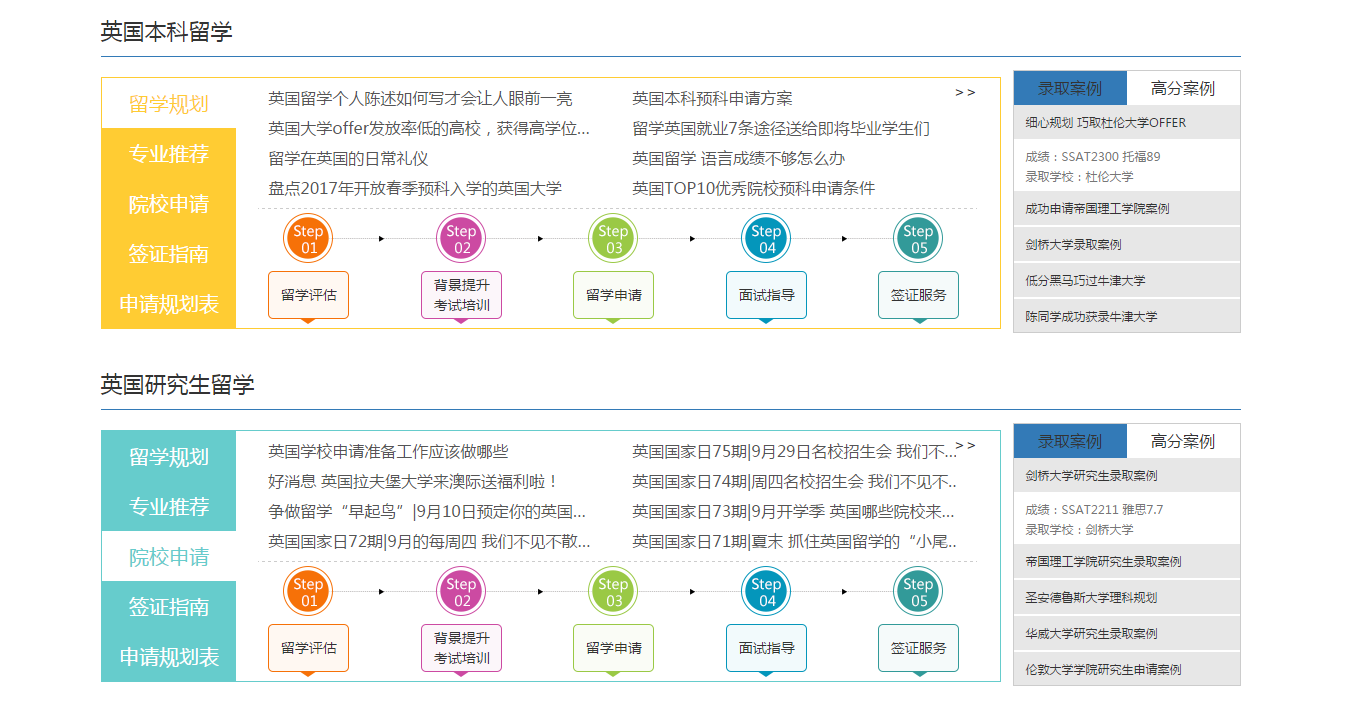 英国本科留学
留学规划
专业推荐
院校申请
签证指南
申请规划表
英国留学个人陈述如何写才会让人眼前一亮
英国大学offer发放率低的高校，获得高学位...
留学在英国的日常礼仪
盘点2017年开放春季预科入学的英国大学
英国本科预科申请方案
留学英国就业7条途径送给即将毕业学生们
英国留学 语言成绩不够怎么办
英国TOP10优秀院校预科申请条件
>>
Step
01
Step
02
Step
03
Step
04
Step
05
留学评估
背景提升
考试培训
留学申请
面试指导
签证服务
录取案例
高分案例
细心规划 巧取杜伦大学OFFER
成绩：SSAT2300 托福89
录取学校：杜伦大学
成功申请帝国理工学院案例
剑桥大学录取案例
低分黑马巧过牛津大学
陈同学成功获录牛津大学
英国研究生留学
留学规划
专业推荐
院校申请
签证指南
申请规划表
英国学校申请准备工作应该做哪些
好消息 英国拉夫堡大学来澳际送福利啦！
争做留学“早起鸟”|9月10日预定你的英国...
英国国家日72期|9月的每周四 我们不见不散...
英国国家日75期|9月29日名校招生会 我们不...
英国国家日74期|周四名校招生会 我们不见不..
英国国家日73期|9月开学季 英国哪些院校来...
英国国家日71期|夏末 抓住英国留学的“小尾..
>>
Step
01
Step
02
Step
03
Step
04
Step
05
留学评估
背景提升
考试培训
留学申请
面试指导
签证服务
录取案例
高分案例
剑桥大学研究生录取案例
成绩：SSAT2211 雅思7.7
录取学校：剑桥大学
帝国理工学院研究生录取案例
圣安德鲁斯大学理科规划
华威大学研究生录取案例
伦敦大学学院研究生申请案例